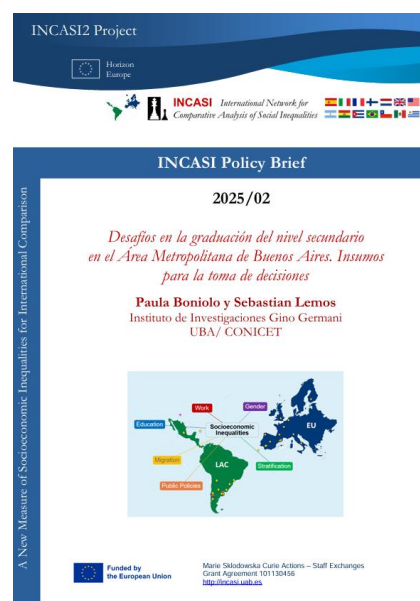 INCASI2 Project
Horizon
Europe
INCASI International Network for
Comparative Analysis of Social Inequalities
INCASI Policy Brief
A New Measure of Socioeconomic Inequalities for International Comparison
2025/02
Desafíos en la graduación del nivel secundario
en el Área Metropolitana de Buenos Aires. Insumos
para la toma de decisiones
Paula Boniolo y Sebastian Lemos
Instituto de Investigaciones Gino Germani
UBA/ CONICET
Work
Gender
Education
Socioeconomic
Inequalities
EU
Migration
LAC
Stratification
Public Policies
Funded by
the European Union
Marie Sklodowska Curie Actions – Staff Exchanges
Grant Agreement 101130456
http://incasi.uab.es